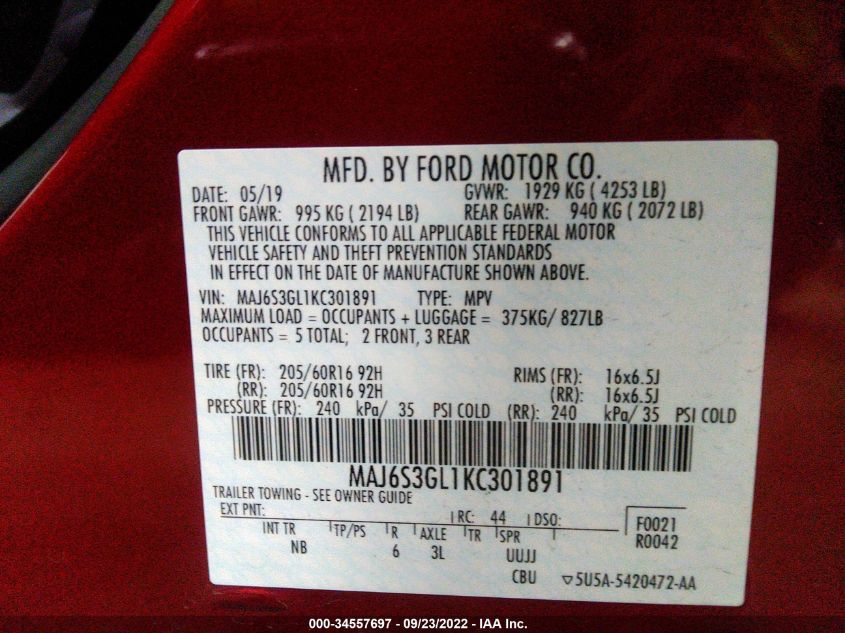 MFD. BY FORD MOTOR CO.
DATE: 05/19 GVWR: 1929 KG ( 4253 LB)
FRONT GAWR: 995 KG ( 2194 LB) REAR GAWR: 940 KG ( 2072 LB)
THIS VEHICLE CONFORMS TO ALL APPLICABLE FEDERAL MOTOR
VEHICLE SAFETY AND THEFT PREVENTION STANDARDS
IN EFFECT ON THE DATE OF MANUFACTURE SHOWN ABOVE.
VIN: MAJ6S3GL1KC301891 TYPE: MPV
MAXIMUM LOAD = OCCUPANTS + LUGGAGE = 375KG/ 827LB
OCCUPANTS = 5 TOTAL; 2 FRONT, 3 REAR
TIRE (FR): 205/60R16 92H RIMS (FR): 16x6.5J
(RR): 205/60R16 92H (RR): 16x6.5J
PRESSURE (FR): 240 kPa/ 35 PSI COLD (RR): 240 kPa/ 35 PSI COLD
MAJ6S3GL1KC301891
TRAILER TOWING - SEE OWNER GUIDE
EXT PNT: RC: 44 DSO: F0021
INT TR TP/PS R AXLE TR SPR R0042
NB 6 3L UUJJ
CBU 5U5A-5420472-AA
000-34557697 - 09/23/2022 - IAA Inc.